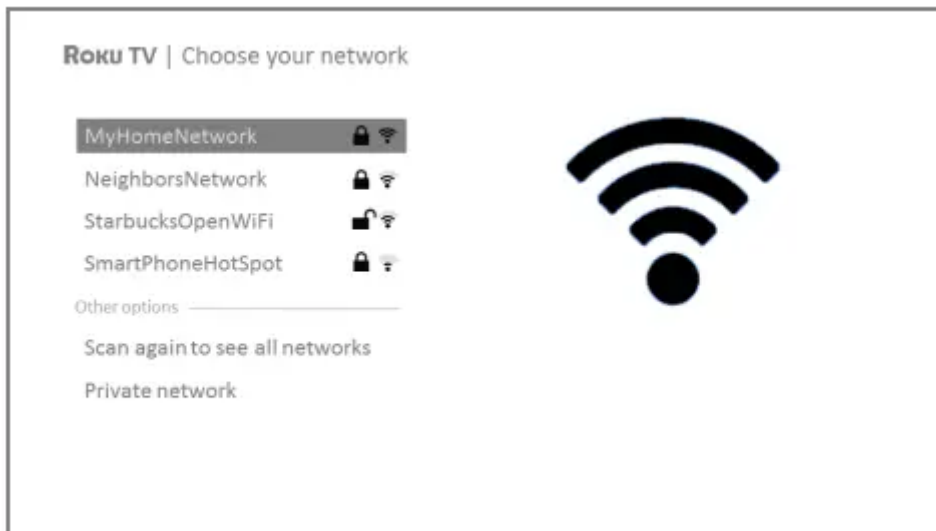 ROKU TV | Choose your network
MyHomeNetwork
NeighborsNetwork
StarbucksOpenWiFi
SmartPhoneHotSpot
Other options
Scan again to see all networks
Private network